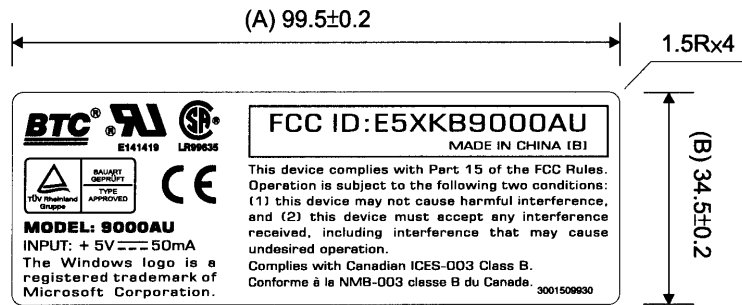 (A) 99.5±0.2
1.5Rx4
BTC® ® RU SA ®
E141419 LR99635
FCC ID:E5XKB9000AU
MADE IN CHINA (B)
TÜV Rheinland
Gruppe
BAUART
GEPRÜFT
TYPE
APPROVED
CE
MODEL: 9000AU
INPUT: + 5V⎓50mA
The Windows logo is a
registered trademark of
Microsoft Corporation.
This device complies with Part 15 of the FCC Rules.
Operation is subject to the following two conditions:
(1) this device may not cause harmful interference,
and (2) this device must accept any interference
received, including interference that may cause
undesired operation.
Complies with Canadian ICES-003 Class B.
Conforme à la NMB-003 classe B du Canada. 3001509930
(B) 34.5±0.2